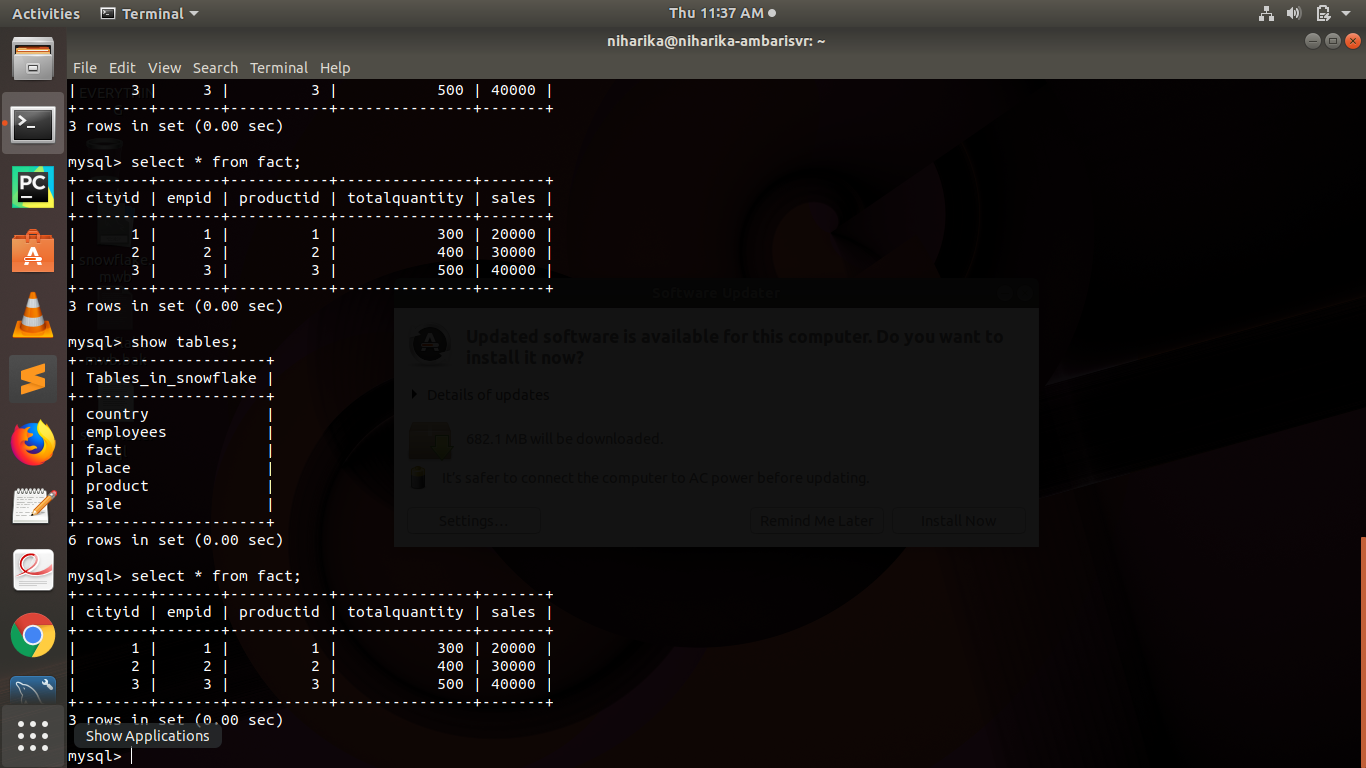 Activities Terminal Thu 11:37 AM
niharika@niharika-ambarisvr: ~
File Edit View Search Terminal Help
| 3 | 3 | 3 | 500 | 40000 |
+--------+-------+-----------+---------------+-------+
3 rows in set (0.00 sec)
mysql> select * from fact;
+--------+-------+-----------+---------------+-------+
| cityid | empid | productid | totalquantity | sales |
+--------+-------+-----------+---------------+-------+
| 1 | 1 | 1 | 300 | 20000 |
| 2 | 2 | 2 | 400 | 30000 |
| 3 | 3 | 3 | 500 | 40000 |
+--------+-------+-----------+---------------+-------+
3 rows in set (0.00 sec)
mysql> show tables;
+---------------------+
| Tables_in_snowflake |
+---------------------+
| country |
| employees |
| fact |
| place |
| product |
| sale |
+---------------------+
6 rows in set (0.00 sec)
mysql> select * from fact;
+--------+-------+-----------+---------------+-------+
| cityid | empid | productid | totalquantity | sales |
+--------+-------+-----------+---------------+-------+
| 1 | 1 | 1 | 300 | 20000 |
| 2 | 2 | 2 | 400 | 30000 |
| 3 | 3 | 3 | 500 | 40000 |
+--------+-------+-----------+---------------+-------+
3 rows in set (0.00 sec)
mysql>
Show Applications
PC
snowflake
mwb
Software Updater
Updated software is available for this computer. Do you want to
install it now?
Details of updates
682.1 MB will be downloaded.
It's safer to connect the computer to AC power before updating.
Settings... Remind Me Later Install Now